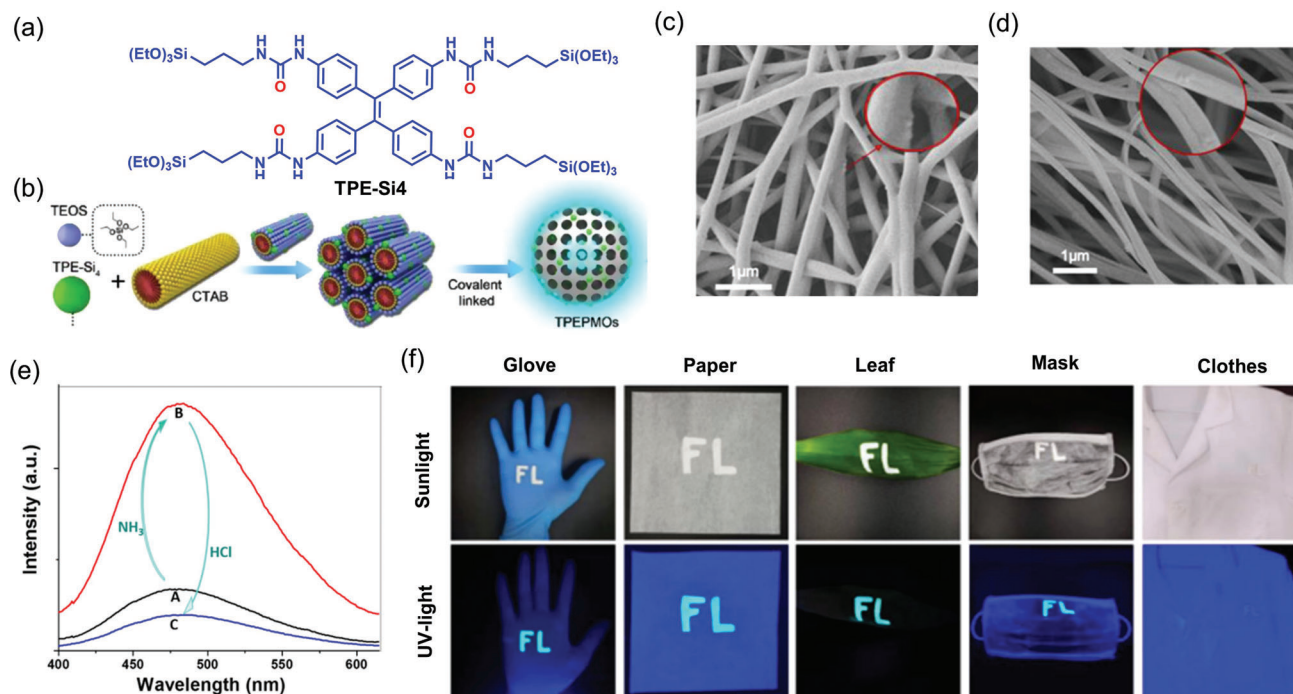 (a)
(EtO)3Si
H
N
H
N
O
H
N
H
N
O
Si(OEt)3
(EtO)3Si
N
H
N
H
O
N
H
N
H
O
Si(OEt)3
TPE-Si4
(b)
TEOS
TPE-Si4
CTAB
Covalent
linked
TPEPMOs
(c)
1μm
(d)
1μm
(e)
Intensity (a.u.)
B
NH3
HCl
A
C
400 450 500 550 600
Wavelength (nm)
(f)
Glove Paper Leaf Mask Clothes
Sunlight
FL FL FL FL
UV-light
FL FL FL FL